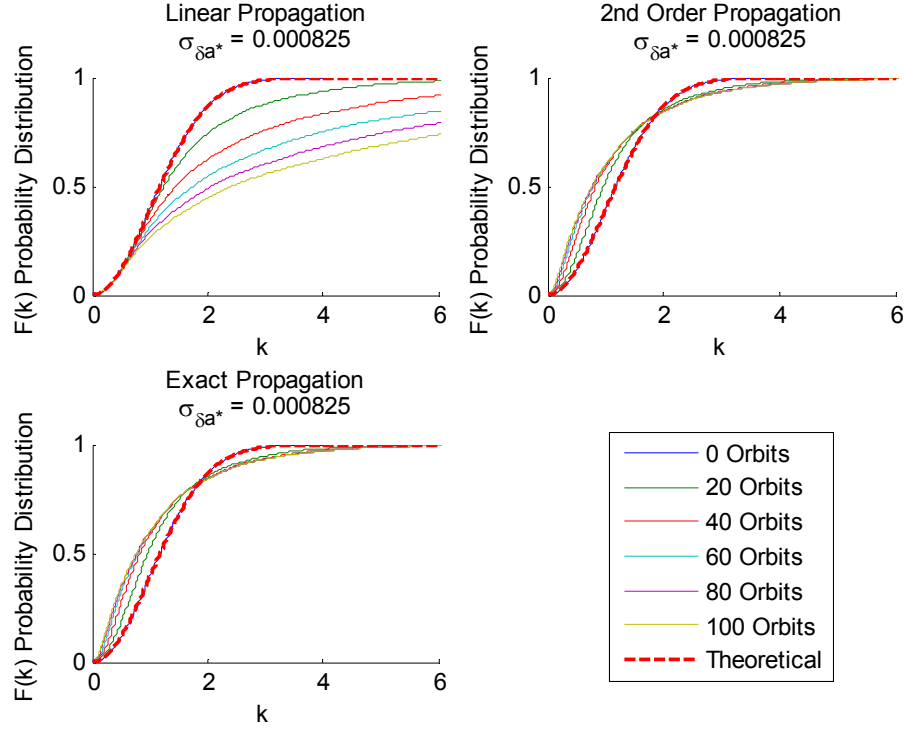 Linear Propagation
σδa* = 0.000825
F(k) Probability Distribution
1
0.5
0
0 2 4 6
k
2nd Order Propagation
σδa* = 0.000825
F(k) Probability Distribution
1
0.5
0
0 2 4 6
k
Exact Propagation
σδa* = 0.000825
F(k) Probability Distribution
1
0.5
0
0 2 4 6
k
0 Orbits
20 Orbits
40 Orbits
60 Orbits
80 Orbits
100 Orbits
Theoretical